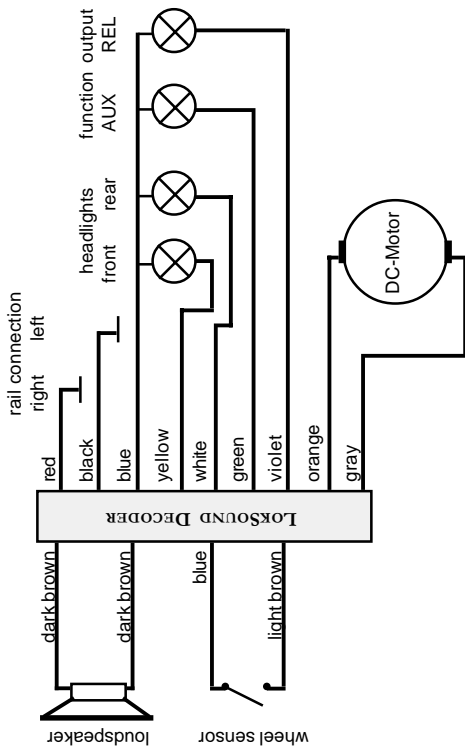 rail connection
right left
headlights
front rear
function output
AUX REL
red
black
blue
yellow
white
green
violet
orange
gray
LOKSOUND DECODER
DC-Motor
dark brown
dark brown
blue
light brown
loudspeaker
wheel sensor